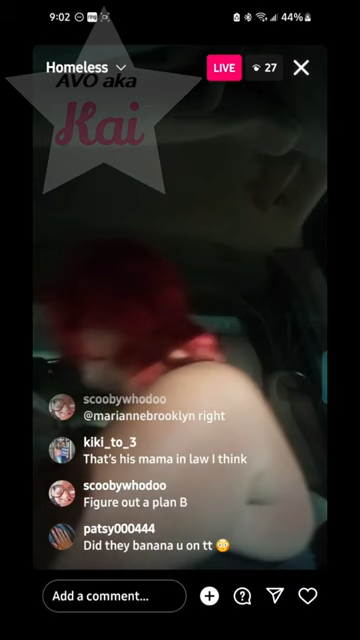 9:02
44%
Homeless
LIVE
27
AVO aka
Kai
scoobywhodoo
@mariannebrooklyn right
kiki_to_3
That's his mama in law I think
scoobywhodoo
Figure out a plan B
patsy000444
Did they banana u on tt 😳
Add a comment...